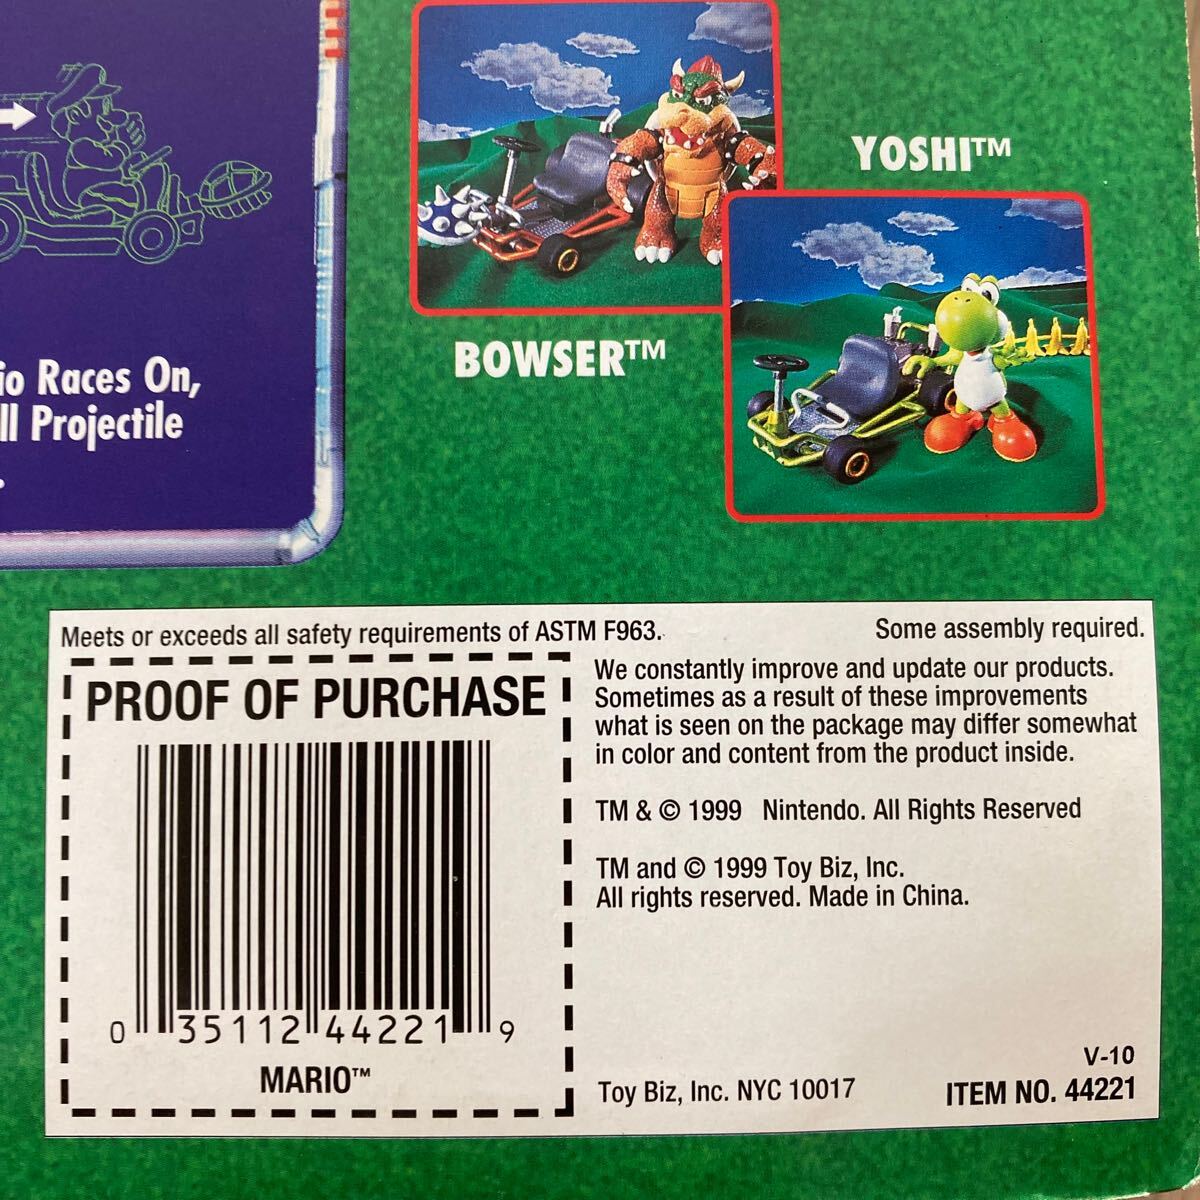 YOSHI™
BOWSER™
Races On,
Projectile
Meets or exceeds all safety requirements of ASTM F963.
Some assembly required.
PROOF OF PURCHASE
0 35112 44221 9
MARIO™
We constantly improve and update our products.
Sometimes as a result of these improvements
what is seen on the package may differ somewhat
in color and content from the product inside.
TM & © 1999 Nintendo. All Rights Reserved
TM and © 1999 Toy Biz, Inc.
All rights reserved. Made in China.
V-10
Toy Biz, Inc. NYC 10017
ITEM NO. 44221